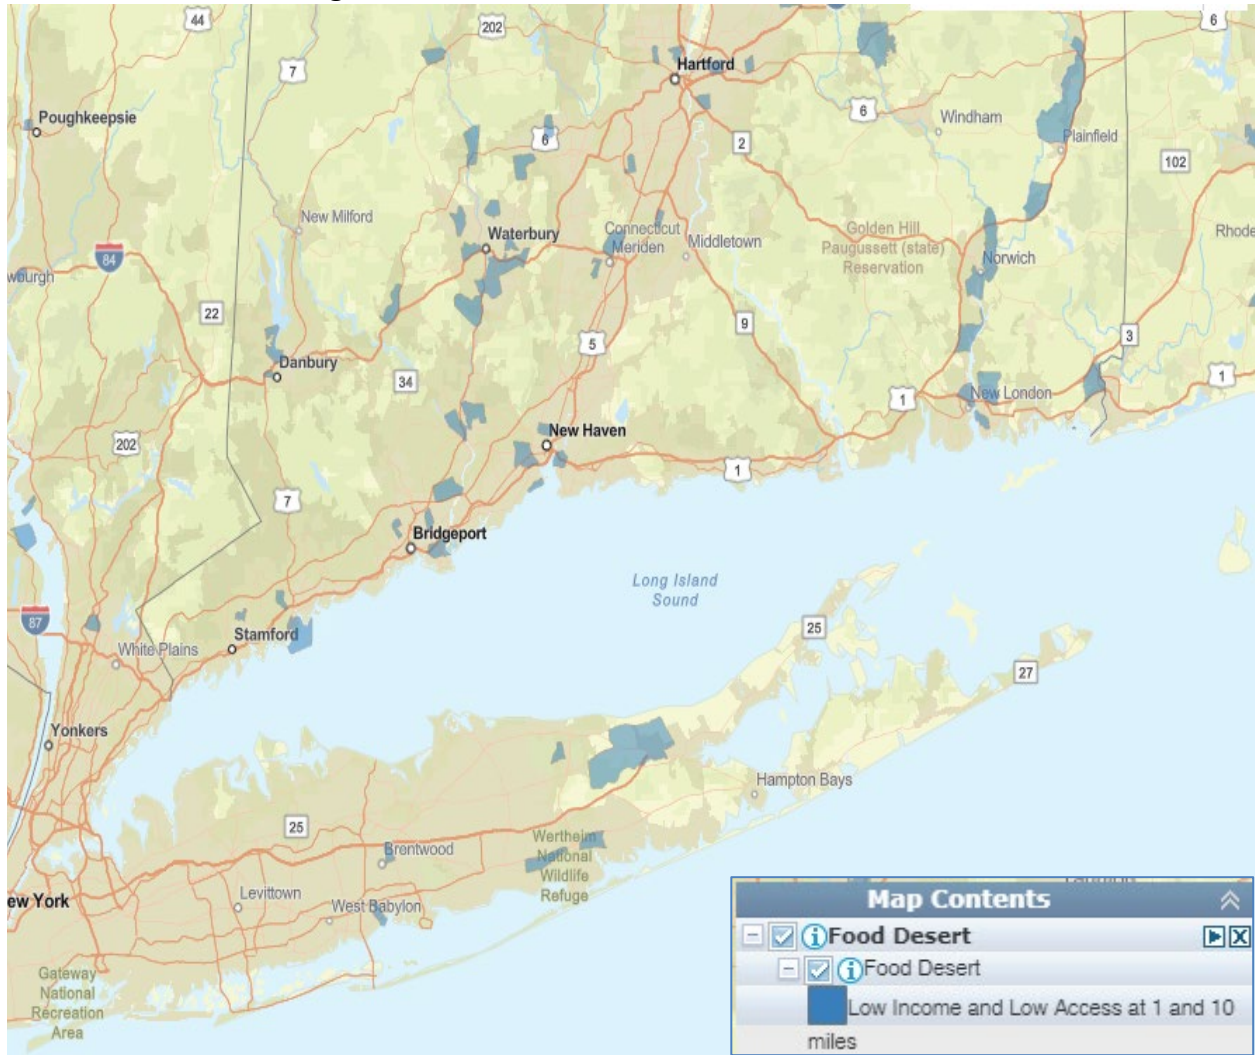 44
202
7
Hartford
6
Poughkeepsie
6
Windham
6
2
Plainfield
102
New Milford
Waterbury
Connecticut
Meriden
Middletown
Golden Hill
Paugussett (state)
Reservation
Rhode
Norwich
84
wburgh
22
9
3
5
Danbury
34
1
New London
1
202
New Haven
1
7
Bridgeport
Long Island
Sound
87
White Plains
Stamford
25
27
Yonkers
Hampton Bays
25
Brentwood
Wertheim
National
Wildlife
Refuge
ew York
Levittown
West Babylon
Gateway
National
Recreation
Area
Map Contents
Food Desert
Food Desert
Low Income and Low Access at 1 and 10
miles